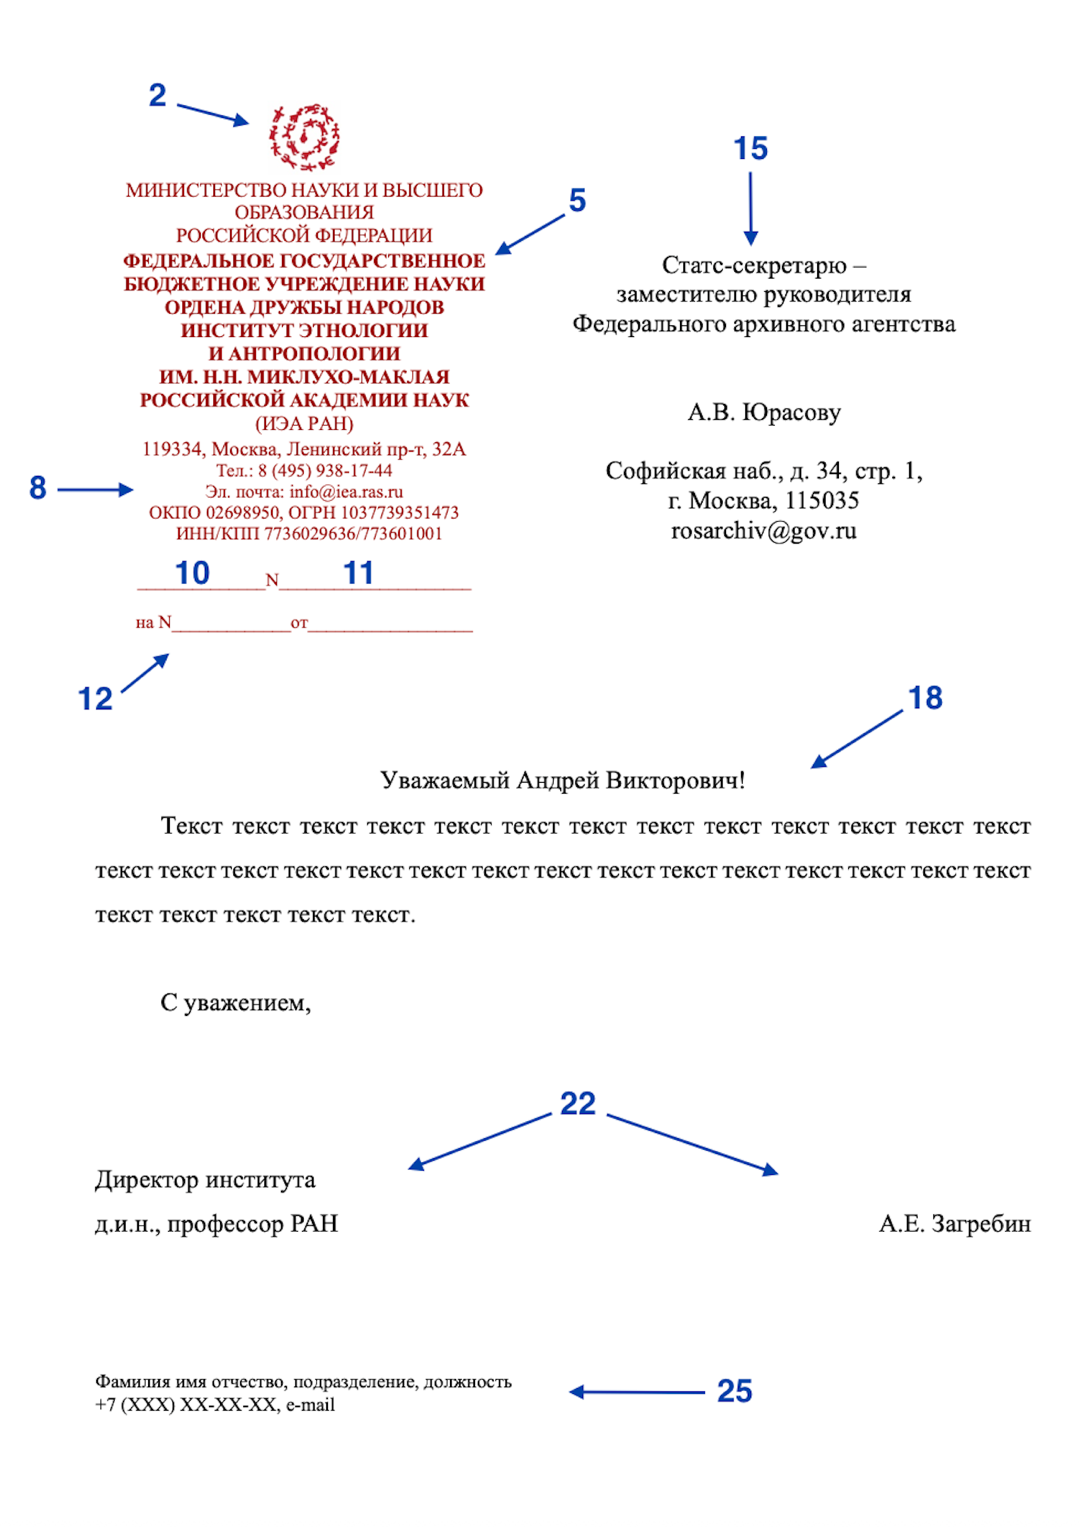 2
МИНИСТЕРСТВО НАУКИ И ВЫСШЕГО
ОБРАЗОВАНИЯ
РОССИЙСКОЙ ФЕДЕРАЦИИ
5
ФЕДЕРАЛЬНОЕ ГОСУДАРСТВЕННОЕ
БЮДЖЕТНОЕ УЧРЕЖДЕНИЕ НАУКИ
ОРДЕНА ДРУЖБЫ НАРОДОВ
ИНСТИТУТ ЭТНОЛОГИИ
И АНТРОПОЛОГИИ
ИМ. Н.Н. МИКЛУХО-МАКЛАЯ
РОССИЙСКОЙ АКАДЕМИИ НАУК
(ИЭА РАН)
119334, Москва, Ленинский пр-т, 32А
Тел.: 8 (495) 938-17-44
8
Эл. почта: info@iea.ras.ru
ОКПО 02698950, ОГРН 1037739351473
ИНН/КПП 7736029636/773601001
10 N 11
на N_____________от__________________
12
15
Статс-секретарю –
заместителю руководителя
Федерального архивного агентства
А.В. Юрасову
Софийская наб., д. 34, стр. 1,
г. Москва, 115035
rosarchiv@gov.ru
18
Уважаемый Андрей Викторович!
Текст текст текст текст текст текст текст текст текст текст текст текст текст
текст текст текст текст текст текст текст текст текст текст текст текст текст текст текст
текст текст текст текст текст.
С уважением,
22
Директор института
д.и.н., профессор РАН А.Е. Загребин
Фамилия имя отчество, подразделение, должность
+7 (XXX) XX-XX-XX, e-mail
25